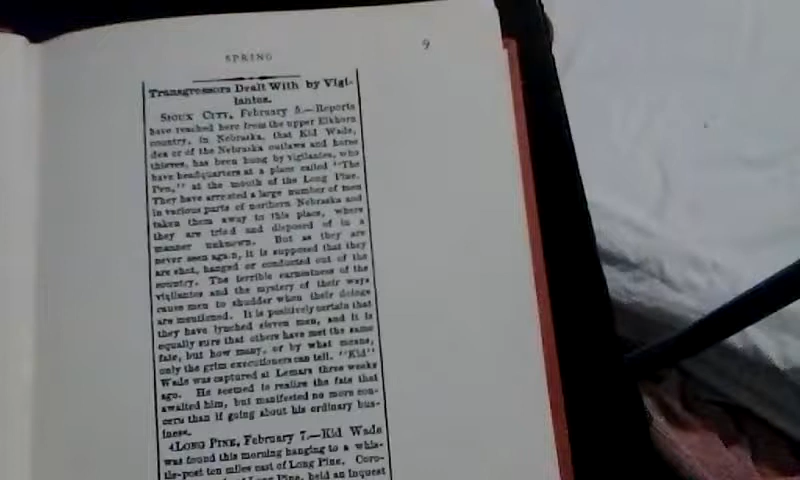 SPRING
9
Transgressors Dealt With by Vigi-
lantes.
SIOUX CITY, February 5.—Reports
have reached here from the upper Elkhorn
country, in Nebraska, that Kid Wade,
dea or of the Nebraska outlaws and horse
thieves, has been hung by vigilantes, who
have headquarters at a place called "The
Pen," at the mouth of the Long Pine.
They have arrested a large number of men
in various parts of northern Nebraska and
taken them away to this place, where
they are tried and disposed of in a
manner unknown. But as they are
never seen again, it is supposed that they
are shot, hanged or conducted out of the
country. The terrible earnestness of the
vigilantes and the mystery of their ways
cause men to shudder when their doings
are mentioned. It is positively certain that
they have lynched eleven men, and it is
equally sure that others have met the same
fate, but how many, or by what means,
only the grim executioners can tell. "Kid"
Wade was captured at Lemars three weeks
ago. He seemed to realize the fate that
awaited him, but manifested no more con-
cern than if going about his ordinary bus-
iness.
LONG PINE, February 7.—Kid Wade
was found this morning hanging to a whis-
tle-post ten miles east of Long Pine. Coro-
of Long Pine, held an inquest